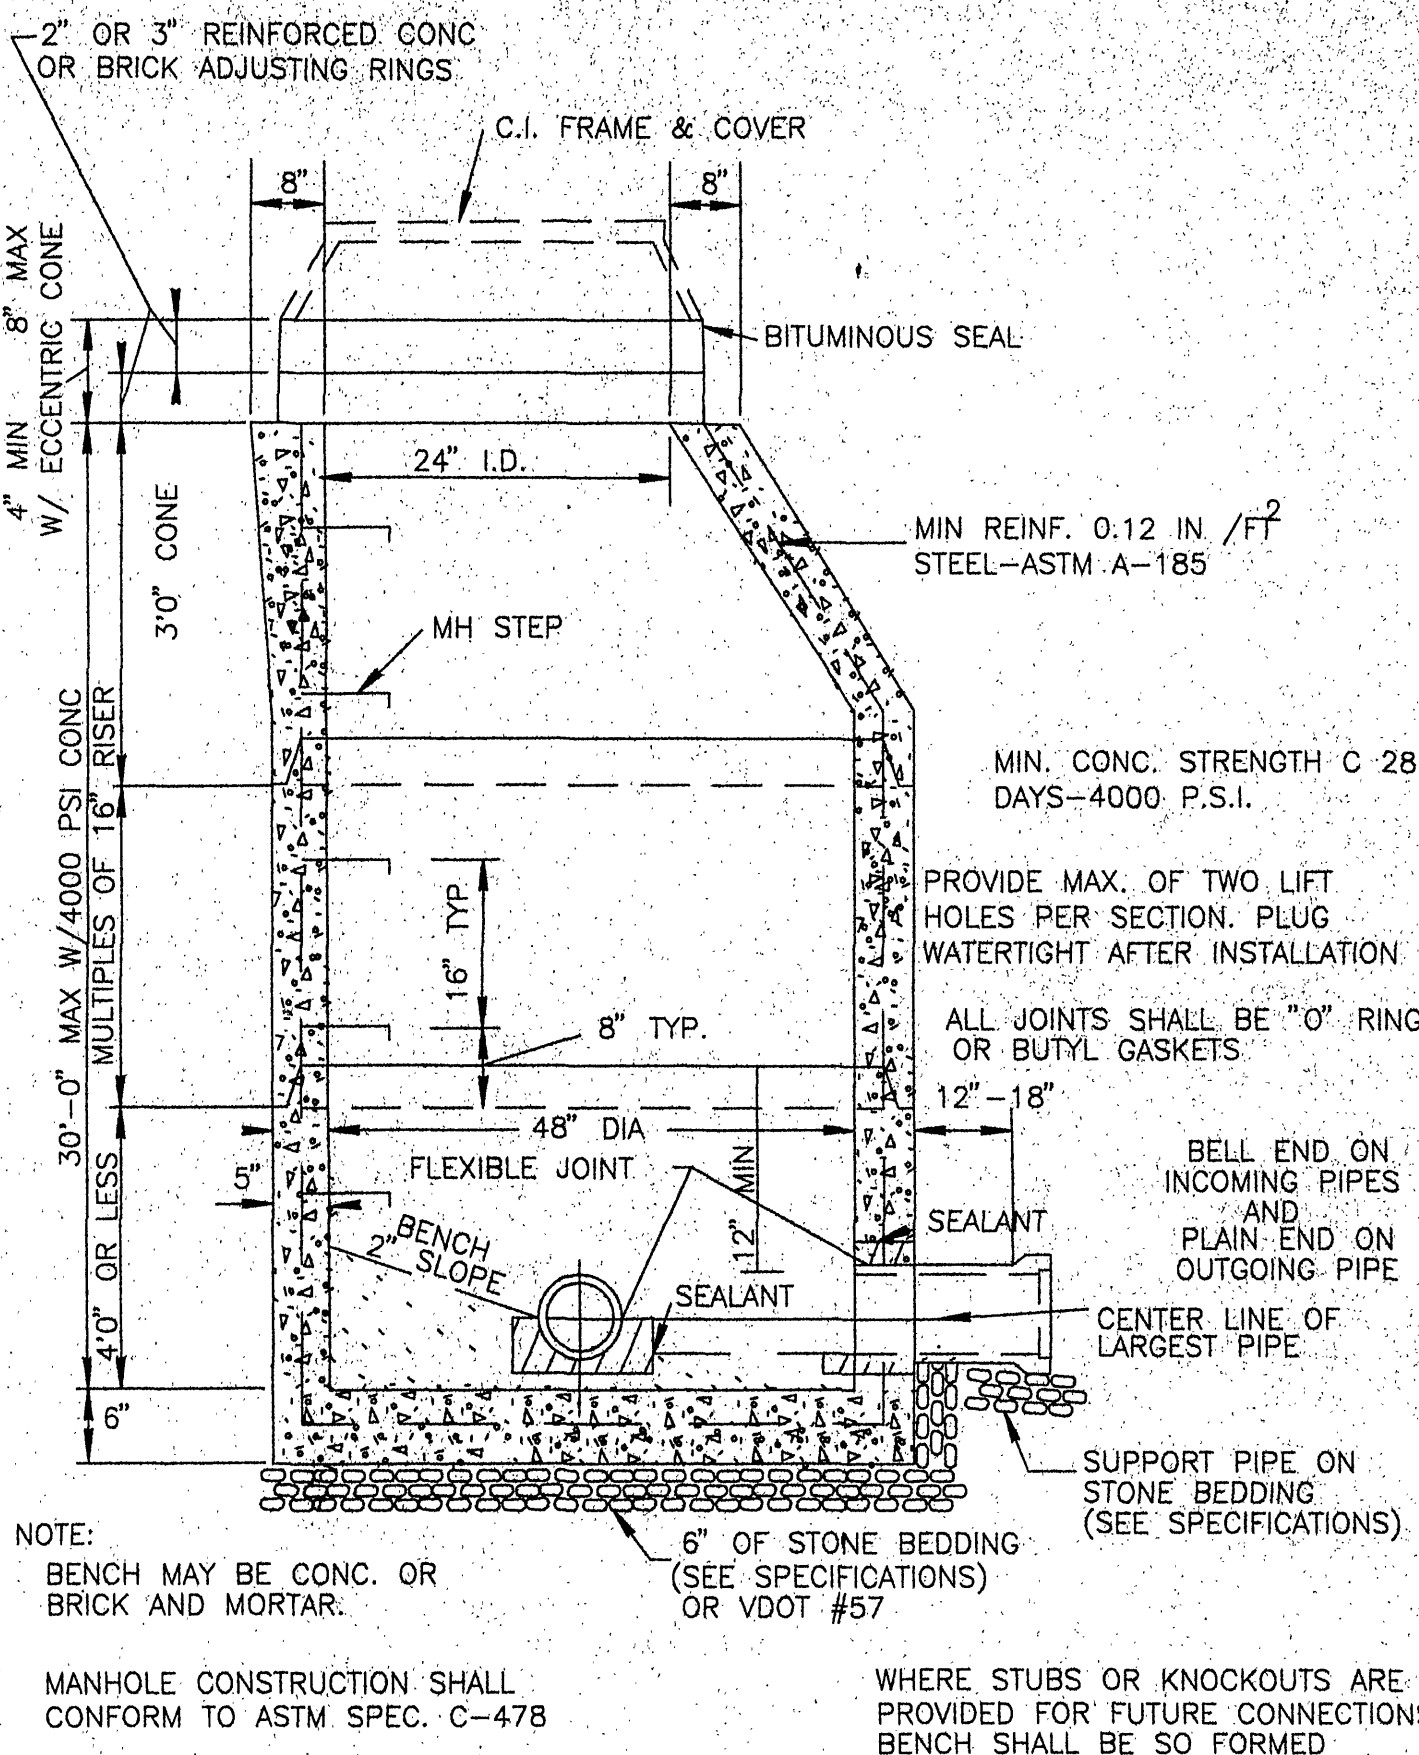 2" OR 3" REINFORCED CONC
OR BRICK ADJUSTING RINGS
C.I. FRAME & COVER
8"
8"
4" MIN 8" MAX
W/ ECCENTRIC CONE
BITUMINOUS SEAL
24" I.D.
3'0" CONE
MIN REINF. 0.12 IN /FT2
STEEL-ASTM A-185
MH STEP
30'-0" MAX W/4000 PSI CONC
MULTIPLES OF 16" RISER
MIN. CONC. STRENGTH C 28
DAYS-4000 P.S.I.
16" TYP
PROVIDE MAX. OF TWO LIFT
HOLES PER SECTION. PLUG
WATERTIGHT AFTER INSTALLATION
8" TYP.
ALL JOINTS SHALL BE "O" RING
OR BUTYL GASKETS
12"-18"
48" DIA
FLEXIBLE JOINT
5"
12" MIN
4'0" OR LESS
BELL END ON
INCOMING PIPES
AND
PLAIN END ON
OUTGOING PIPE
SEALANT
2" BENCH
SLOPE
SEALANT
CENTER LINE OF
LARGEST PIPE
6"
SUPPORT PIPE ON
STONE BEDDING
(SEE SPECIFICATIONS)
6" OF STONE BEDDING
(SEE SPECIFICATIONS)
OR VDOT #57
NOTE:
BENCH MAY BE CONC. OR
BRICK AND MORTAR.
MANHOLE CONSTRUCTION SHALL
CONFORM TO ASTM SPEC. C-478
WHERE STUBS OR KNOCKOUTS ARE
PROVIDED FOR FUTURE CONNECTIONS
BENCH SHALL BE SO FORMED